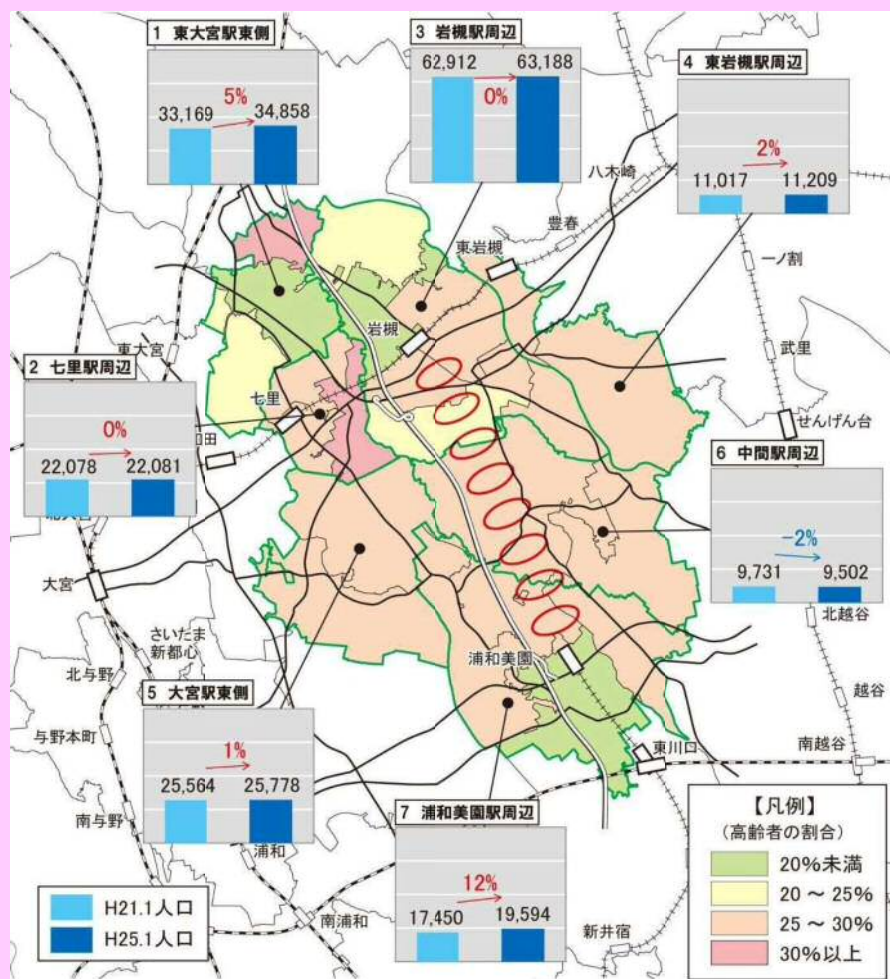 1 東大宮駅東側
5%
33,169
34,858
3 岩槻駅周辺
62,912
63,188
0%
4 東岩槻駅周辺
2%
11,017
11,209
八木崎
豊春
東岩槻
一ノ割
岩槻
武里
東大宮
2 七里駅周辺
0%
22,078
22,081
七里
せんげん台
6 中間駅周辺
-2%
9,731
9,502
大宮
北越谷
さいたま
新都心
北与野
浦和美園
越谷
5 大宮駅東側
1%
25,564
25,778
与野本町
東川口
南越谷
南与野
浦和
7 浦和美園駅周辺
12%
17,450
19,594
南浦和
新井宿
H21.1人口
H25.1人口
【凡例】
(高齢者の割合)
20%未満
20 ～ 25%
25 ～ 30%
30%以上